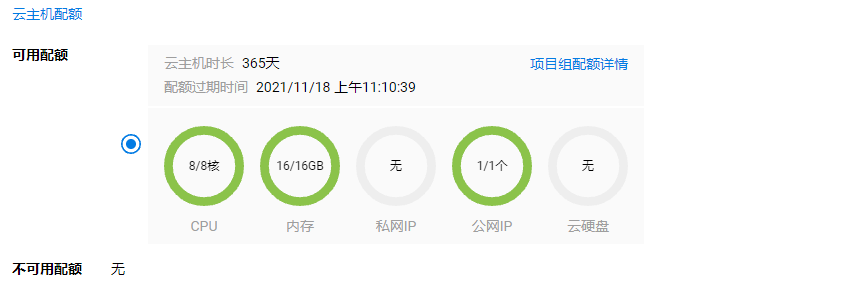 云主机配额
可用配额
云主机时长 365天 项目组配额详情
配额过期时间 2021/11/18 上午11:10:39
8/8核 16/16GB 无 1/1个 无
CPU 内存 私网IP 公网IP 云硬盘
不可用配额 无